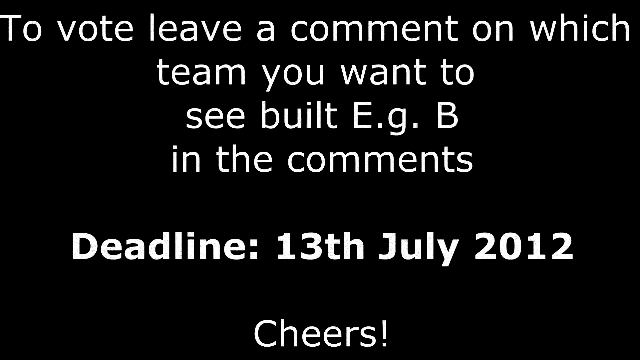 To vote leave a comment on which
team you want to
see built E.g. B
in the comments
Deadline: 13th July 2012
Cheers!